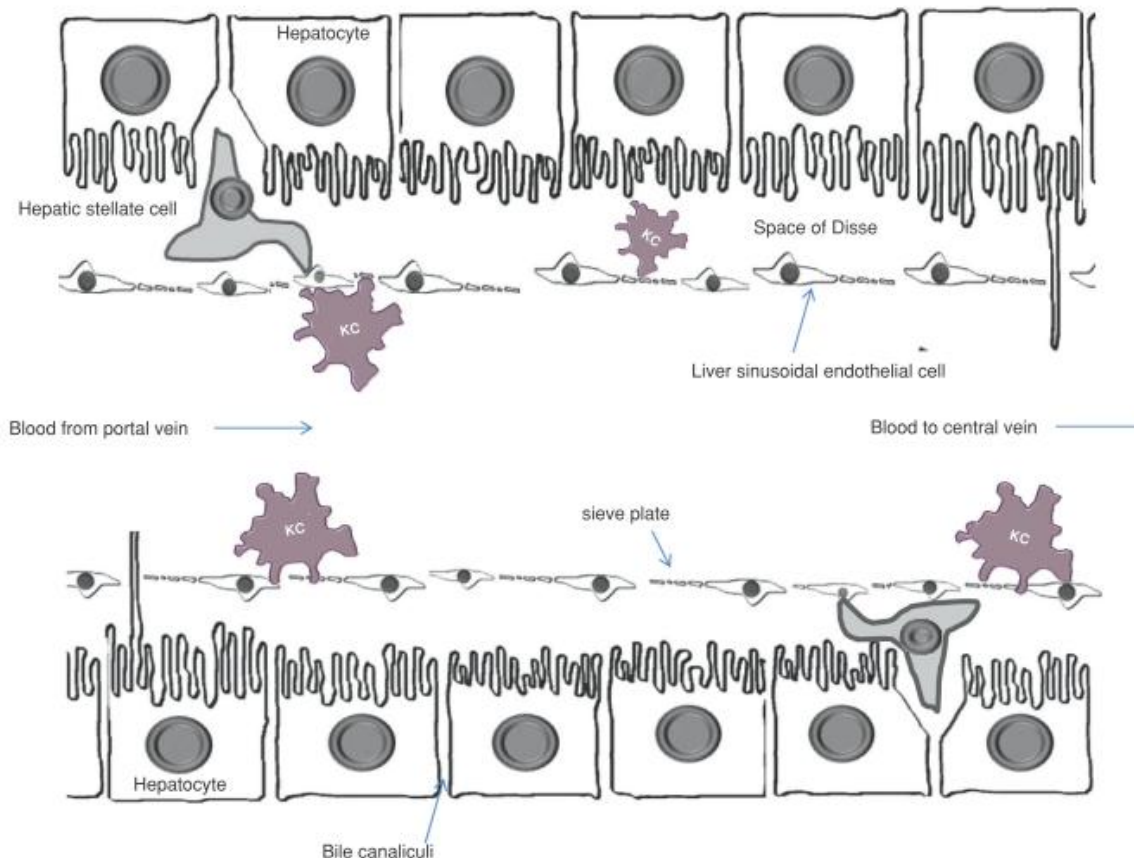 Hepatocyte
Hepatic stellate cell
KC
Space of Disse
KC
Liver sinusoidal endothelial cell
Blood from portal vein
Blood to central vein
KC
sieve plate
KC
Hepatocyte
Bile canaliculi